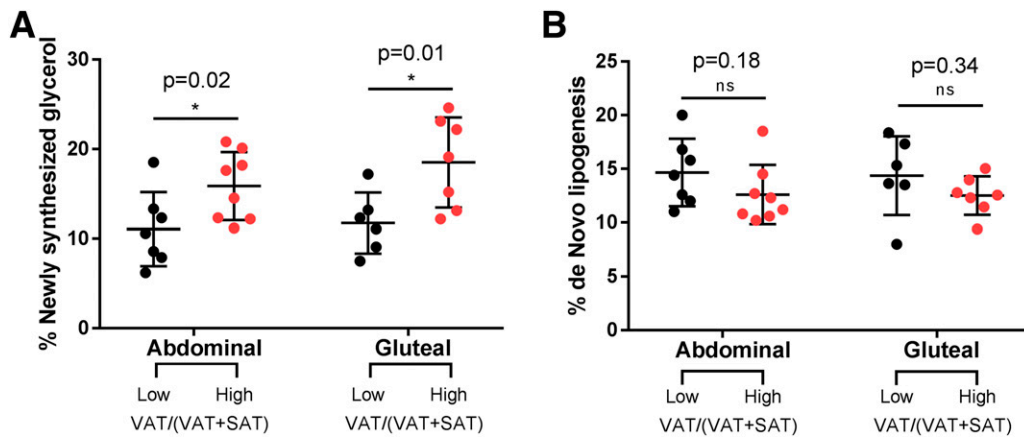 A
% Newly synthesized glycerol
30
20
10
0
p=0.02
*
p=0.01
*
Abdominal
Gluteal
Low High Low High
VAT/(VAT+SAT) VAT/(VAT+SAT)
B
% de Novo lipogenesis
25
20
15
10
5
0
p=0.18
ns
p=0.34
ns
Abdominal
Gluteal
Low High Low High
VAT/(VAT+SAT) VAT/(VAT+SAT)